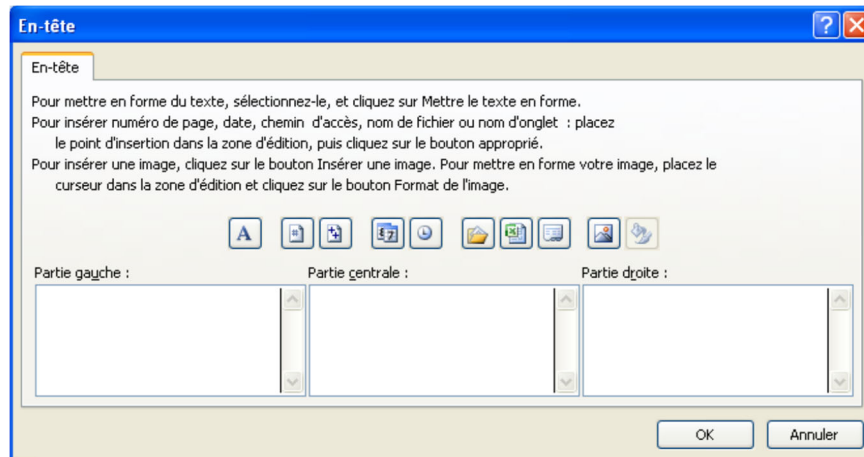 En-tête
En-tête
Pour mettre en forme du texte, sélectionnez-le, et cliquez sur Mettre le texte en forme.
Pour insérer numéro de page, date, chemin d'accès, nom de fichier ou nom d'onglet : placez
le point d'insertion dans la zone d'édition, puis cliquez sur le bouton approprié.
Pour insérer une image, cliquez sur le bouton Insérer une image. Pour mettre en forme votre image, placez le
curseur dans la zone d'édition et cliquez sur le bouton Format de l'image.
A
Partie gauche : Partie centrale : Partie droite :
OK Annuler